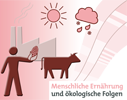 Menschliche Ernährung
und ökologische Folgen